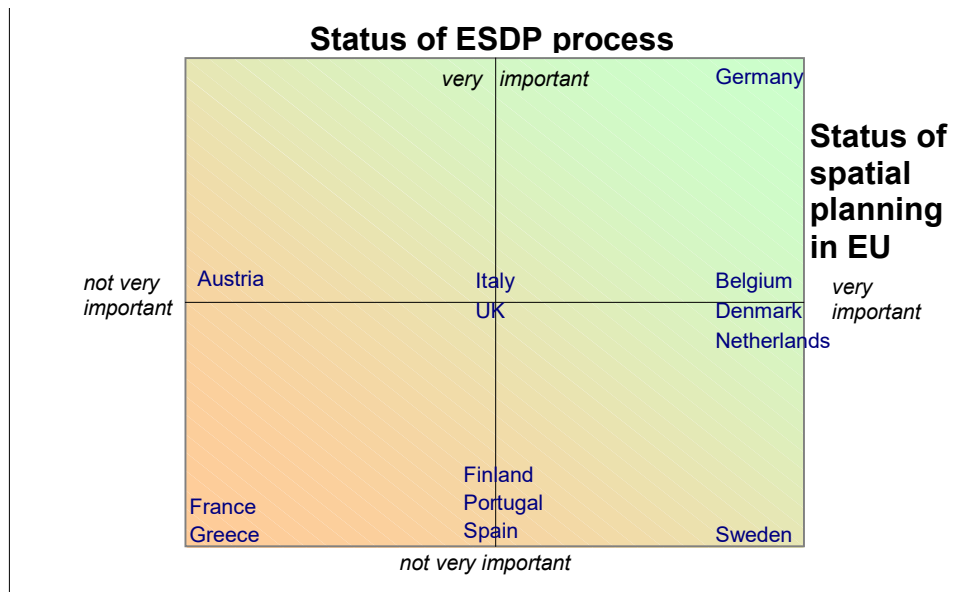 Status of ESDP process
very important
Germany
Status of
spatial
planning
in EU
not very
important
Austria
Italy
Belgium
very
important
UK
Denmark
Netherlands
Finland
Portugal
Spain
France
Greece
Sweden
not very important